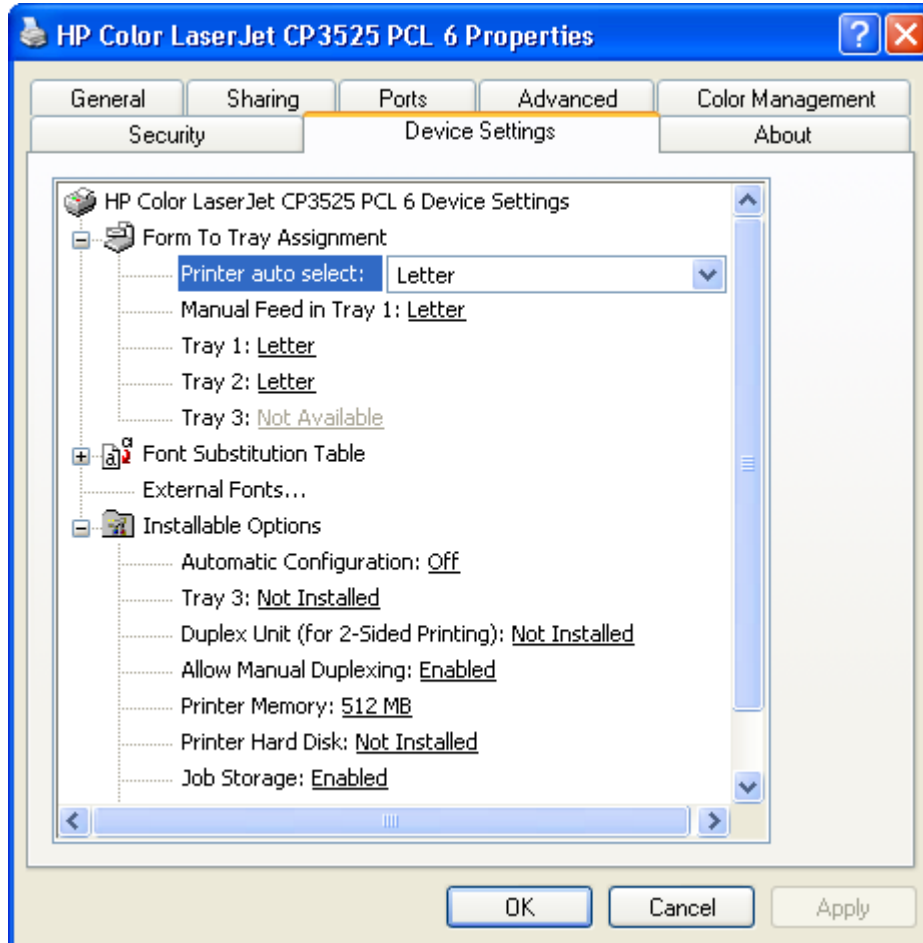 HP Color LaserJet CP3525 PCL 6 Properties
General Sharing Ports Advanced Color Management
Security Device Settings About
HP Color LaserJet CP3525 PCL 6 Device Settings
Form To Tray Assignment
Printer auto select: Letter
Manual Feed in Tray 1: Letter
Tray 1: Letter
Tray 2: Letter
Tray 3: Not Available
Font Substitution Table
External Fonts...
Installable Options
Automatic Configuration: Off
Tray 3: Not Installed
Duplex Unit (for 2-Sided Printing): Not Installed
Allow Manual Duplexing: Enabled
Printer Memory: 512 MB
Printer Hard Disk: Not Installed
Job Storage: Enabled
OK Cancel Apply